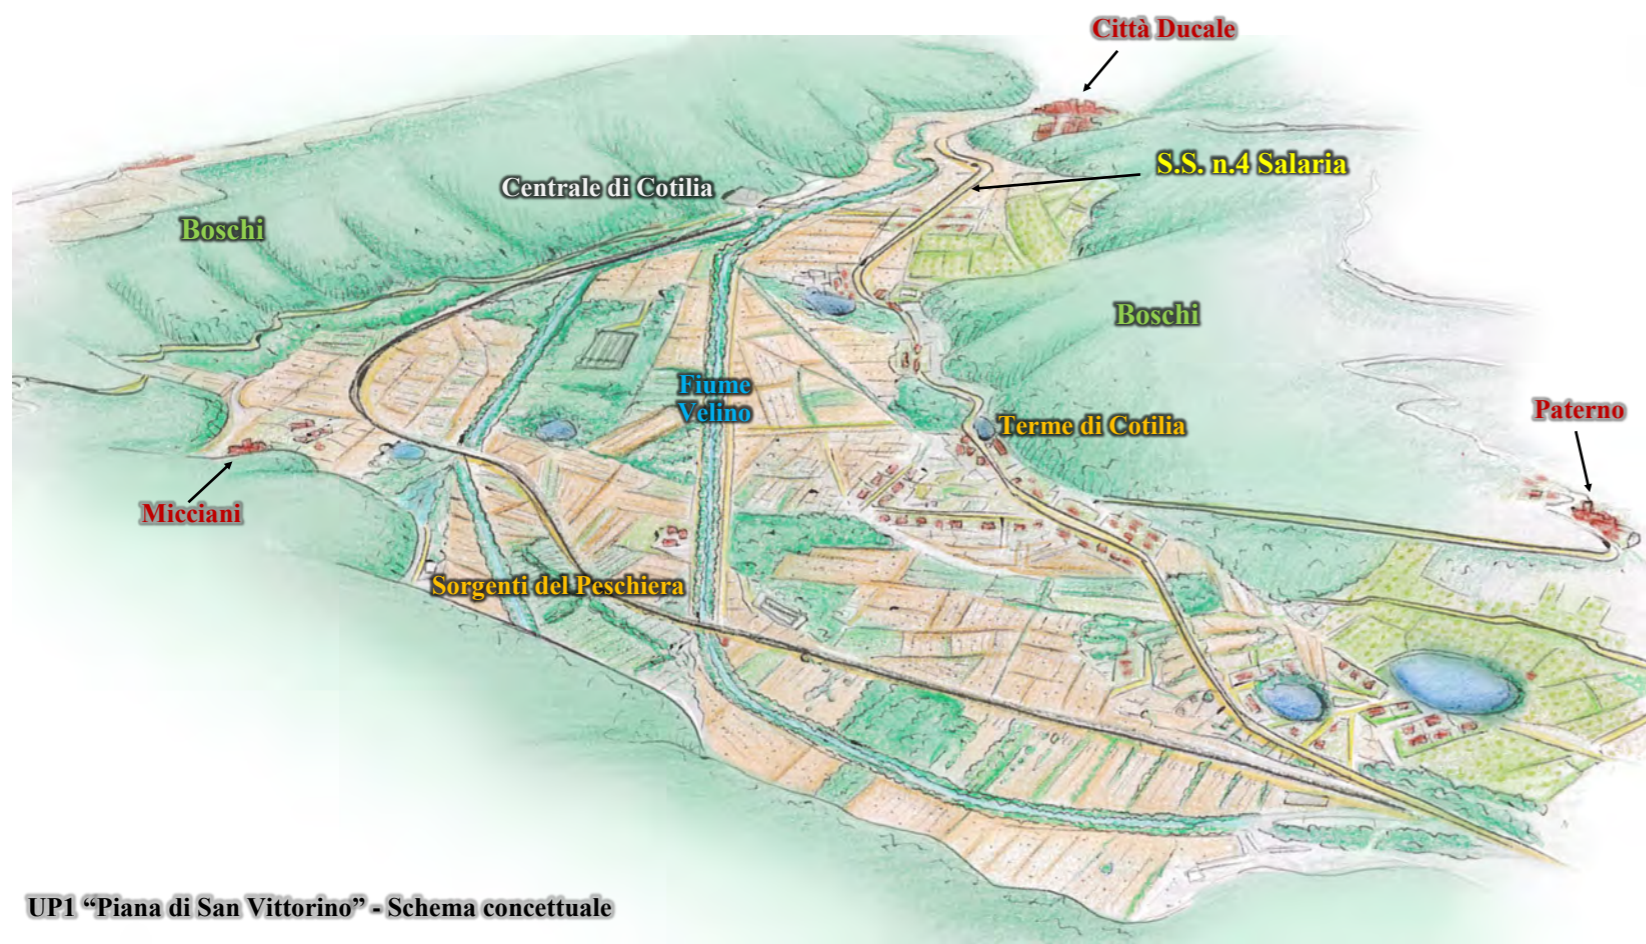 Città Ducale
S.S. n.4 Salaria
Centrale di Cotilia
Boschi
Boschi
Fiume
Velino
Terme di Cotilia
Paterno
Micciani
Sorgenti del Peschiera
UP1 “Piana di San Vittorino” - Schema concettuale